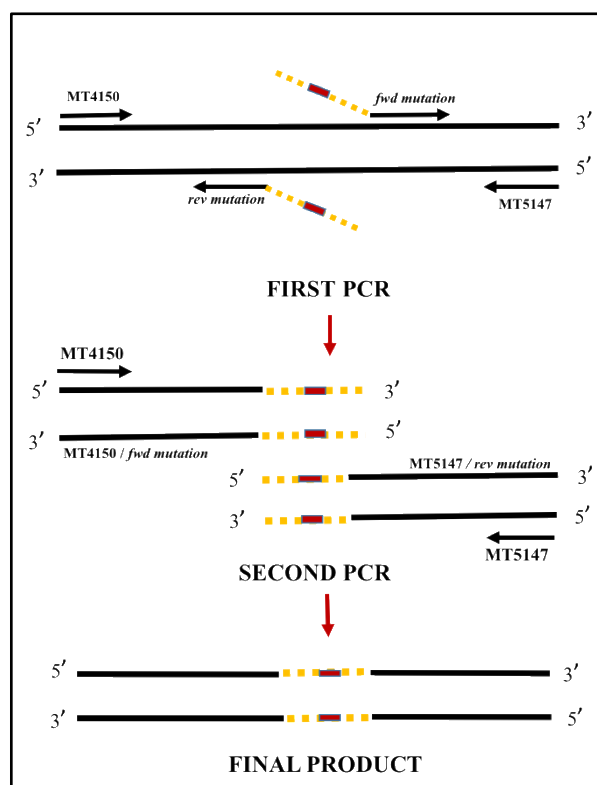 MT4150
fwd mutation
5′ 3′
3′ 5′
rev mutation
MT5147
FIRST PCR
MT4150
5′ 3′
3′ 5′
MT4150 / fwd mutation
MT5147 / rev mutation
5′ 3′
3′ 5′
MT5147
SECOND PCR
5′ 3′
3′ 5′
FINAL PRODUCT